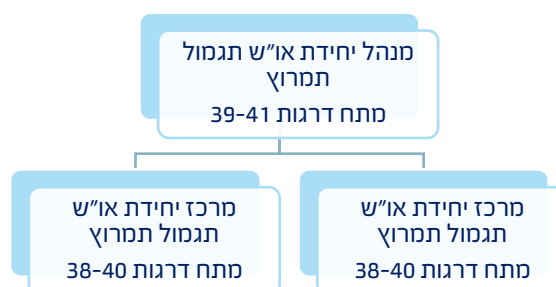 מנהל יחידת או״ש תגמול
תמרוץ
מתח דרגות 39-41
מרכז יחידת או״ש
תגמול תמרוץ
מתח דרגות 38-40
מרכז יחידת או״ש
תגמול תמרוץ
מתח דרגות 38-40